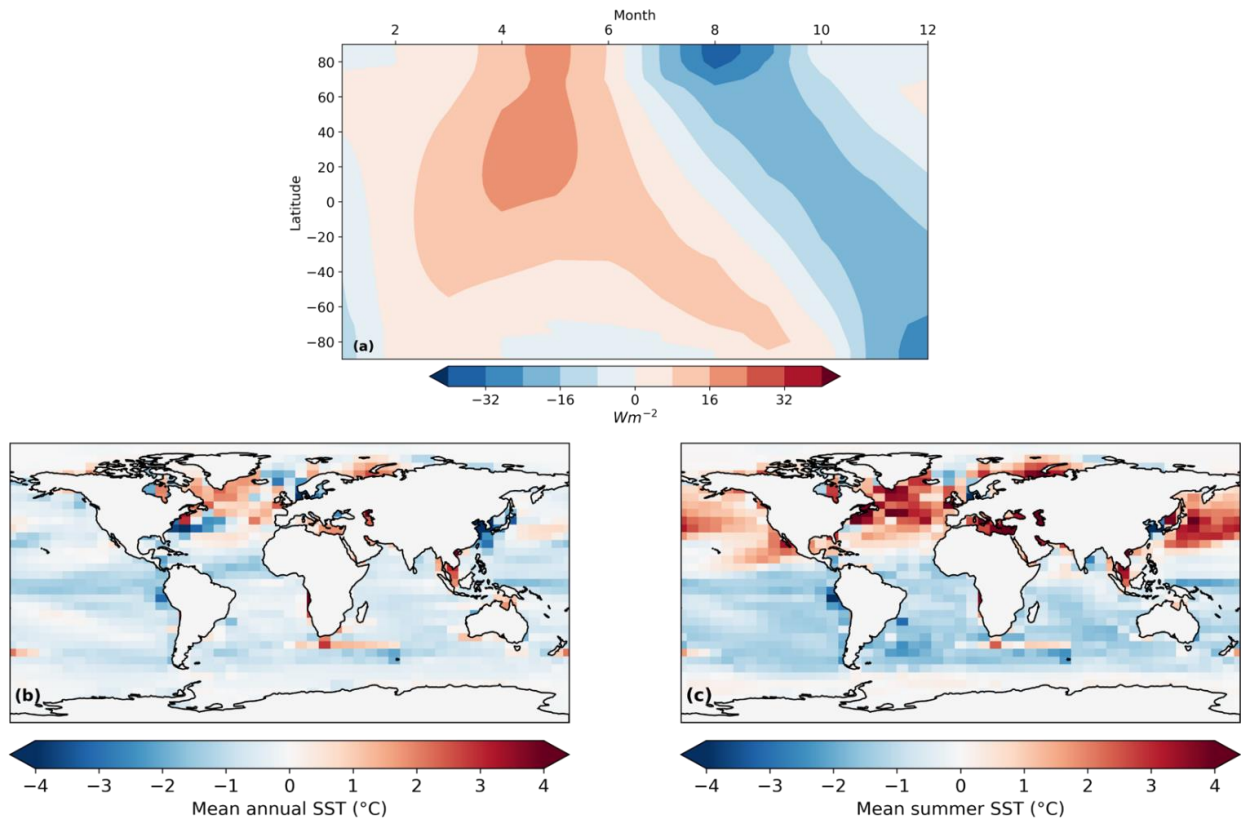 Month
2 4 6 8 10 12
80
60
40
20
0
−20
−40
−60
−80
Latitude
(a)
−32 −16 0 16 32
Wm−2
(b)
(c)
−4 −3 −2 −1 0 1 2 3 4
Mean annual SST (°C)
−4 −3 −2 −1 0 1 2 3 4
Mean summer SST (°C)